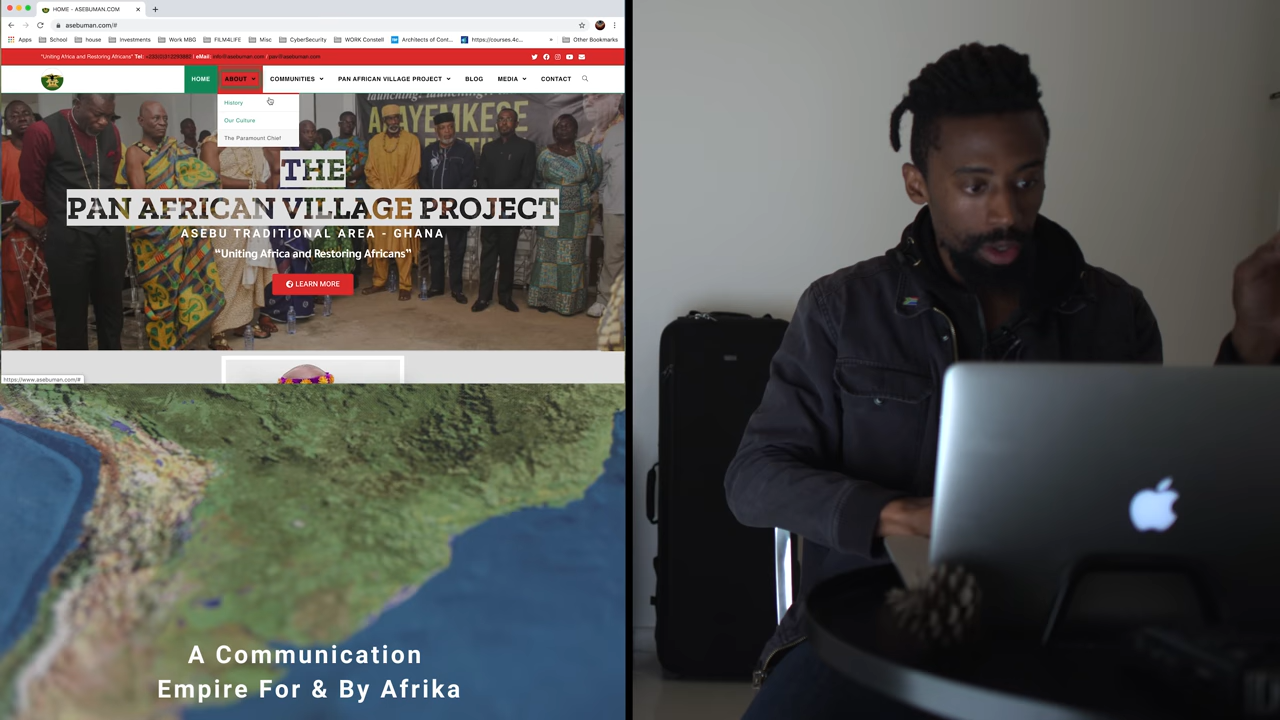 HOME - ASEBUMAN.COM
asebuman.com/#
Apps School house Investments Work MBG FILM4LIFE Misc CyberSecurity WORK Constell Architects of Cont... https://courses.4c... » Other Bookmarks
"Uniting Africa and Restoring Africans" Tel: | eMail:
HOME ABOUT COMMUNITIES PAN AFRICAN VILLAGE PROJECT BLOG MEDIA CONTACT
History
Our Culture
The Paramount Chief
THE
PAN AFRICAN VILLAGE PROJECT
ASEBU TRADITIONAL AREA - GHANA
“Uniting Africa and Restoring Africans”
LEARN MORE
https://www.asebuman.com/#
A Communication
Empire For & By Afrika